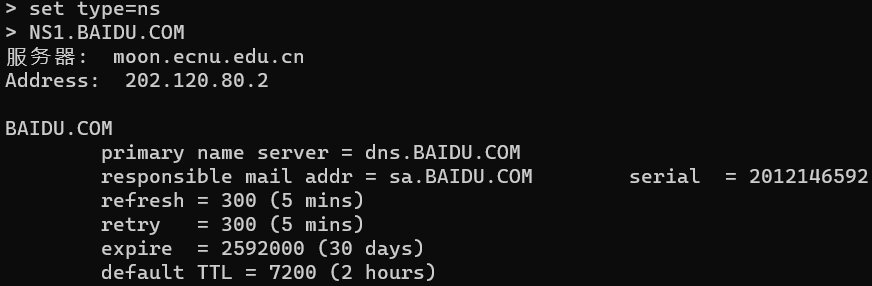 > set type=ns
> NS1.BAIDU.COM
服务器:  moon.ecnu.edu.cn
Address:  202.120.80.2
BAIDU.COM
primary name server = dns.BAIDU.COM
responsible mail addr = sa.BAIDU.COM        serial  = 2012146592
refresh = 300 (5 mins)
retry   = 300 (5 mins)
expire  = 2592000 (30 days)
default TTL = 7200 (2 hours)